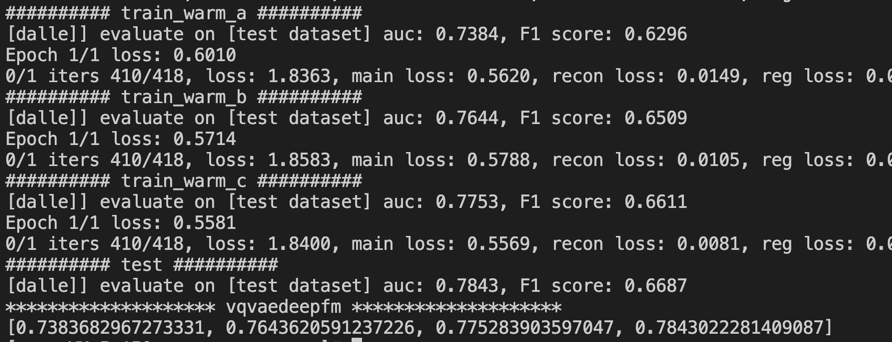 ########## train_warm_a ##########
[dalle]] evaluate on [test dataset] auc: 0.7384, F1 score: 0.6296
Epoch 1/1 loss: 0.6010
0/1 iters 410/418, loss: 1.8363, main loss: 0.5620, recon loss: 0.0149, reg loss: 0.0
########## train_warm_b ##########
[dalle]] evaluate on [test dataset] auc: 0.7644, F1 score: 0.6509
Epoch 1/1 loss: 0.5714
0/1 iters 410/418, loss: 1.8583, main loss: 0.5788, recon loss: 0.0105, reg loss: 0.0
########## train_warm_c ##########
[dalle]] evaluate on [test dataset] auc: 0.7753, F1 score: 0.6611
Epoch 1/1 loss: 0.5581
0/1 iters 410/418, loss: 1.8400, main loss: 0.5569, recon loss: 0.0081, reg loss: 0.0
########## test ##########
[dalle]] evaluate on [test dataset] auc: 0.7843, F1 score: 0.6687
******************** vqvaedeepfm ********************
[0.7383682967273331, 0.7643620591237226, 0.775283903597047, 0.7843022281409087]